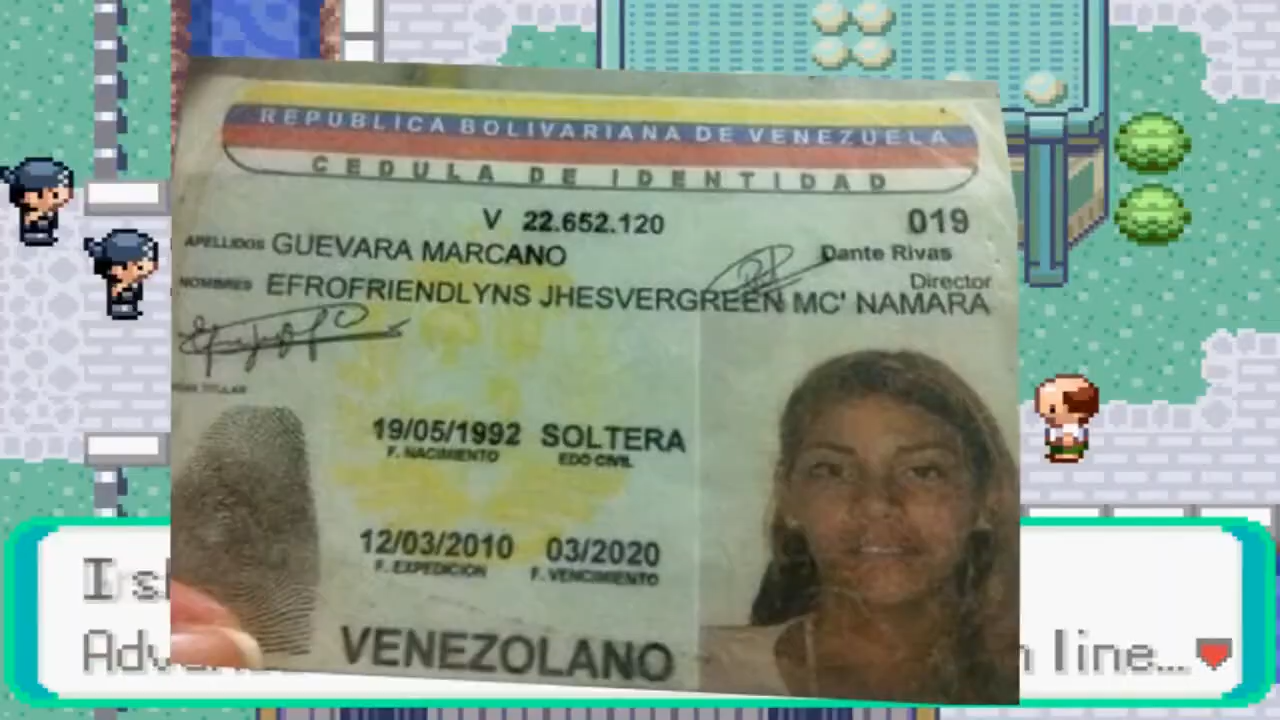 REPUBLICA BOLIVARIANA DE VENEZUELA
CEDULA DE IDENTIDAD
V 22.652.120 019
APELLIDOS GUEVARA MARCANO Dante Rivas
Director
NOMBRES EFROFRIENDLYNS JHESVERGREEN MC' NAMARA
TITULAR
19/05/1992 SOLTERA
F. NACIMIENTO EDO CIVIL
12/03/2010 03/2020
F. EXPEDICION F. VENCIMIENTO
VENEZOLANO
I
line...